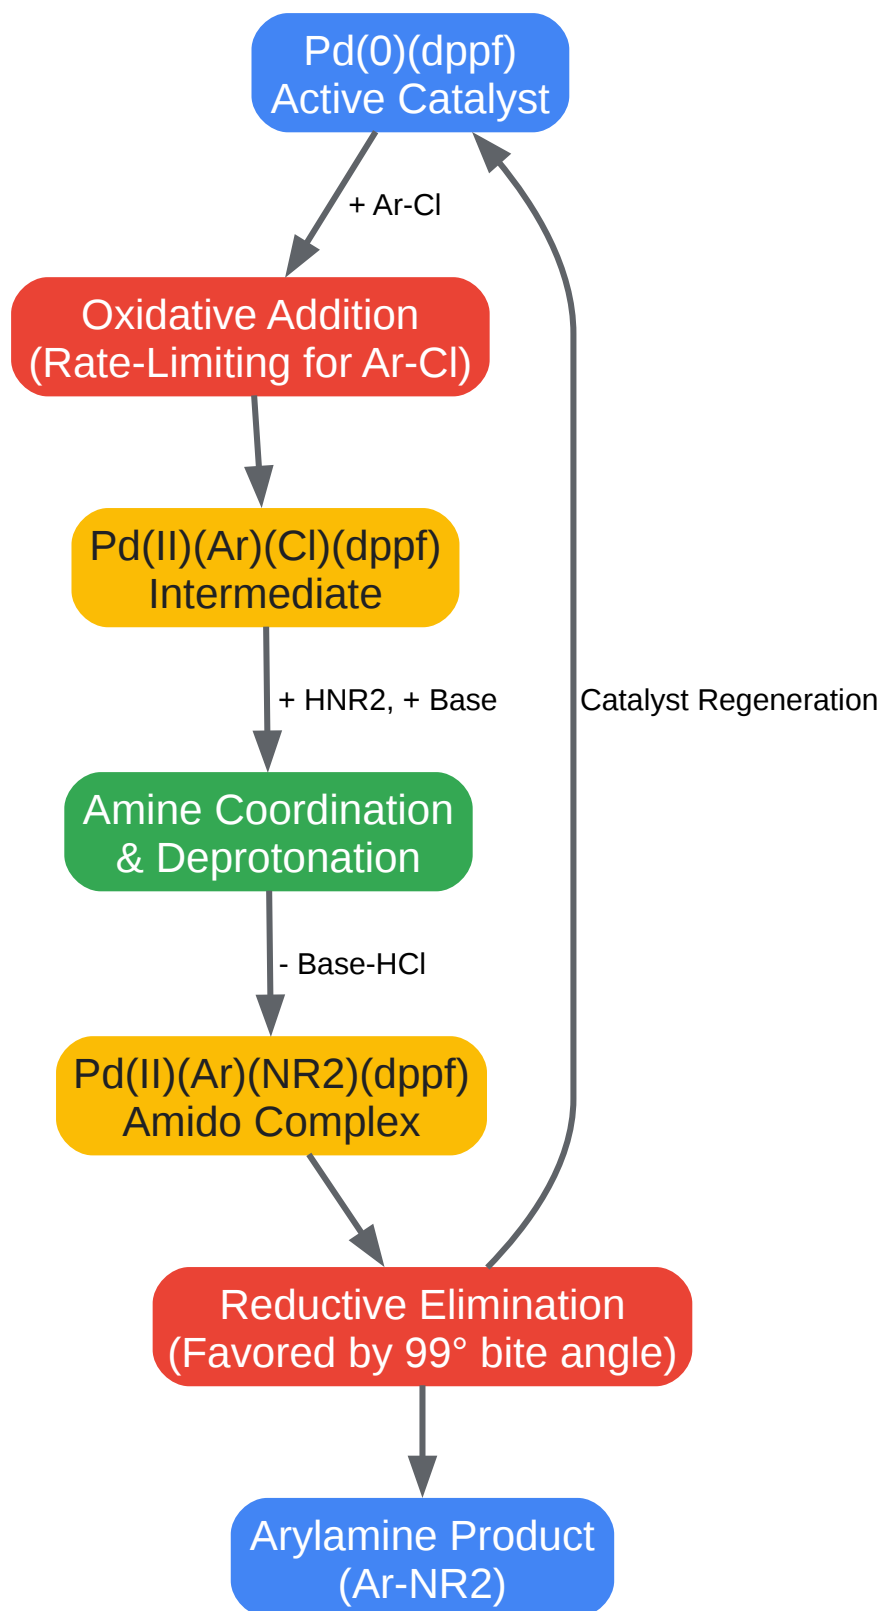 Pd(0)(dppf)
Active Catalyst
+ Ar-Cl
Oxidative Addition
(Rate-Limiting for Ar-Cl)
Pd(II)(Ar)(Cl)(dppf)
Intermediate
+ HNR2, + Base
Catalyst Regeneration
Amine Coordination
& Deprotonation
- Base-HCl
Pd(II)(Ar)(NR2)(dppf)
Amido Complex
Reductive Elimination
(Favored by 99° bite angle)
Arylamine Product
(Ar-NR2)